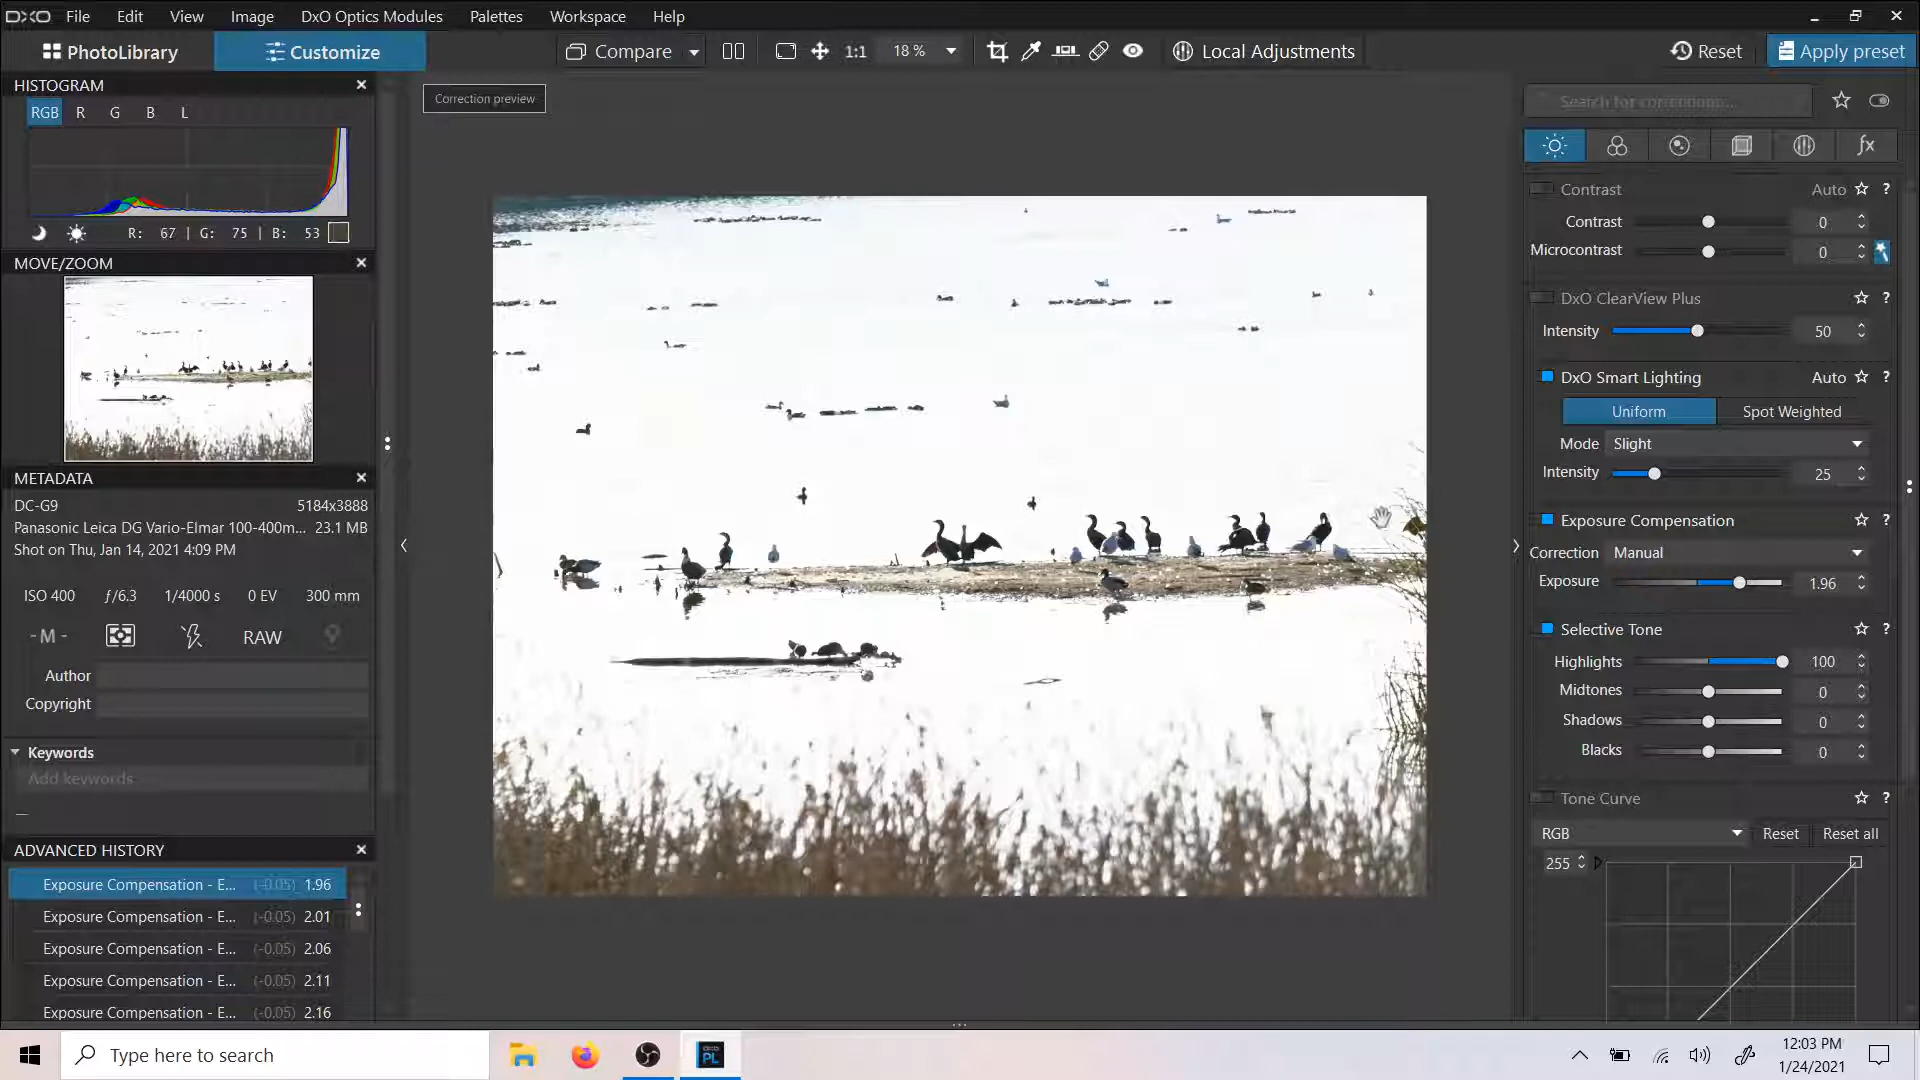 DXO File Edit View Image DxO Optics Modules Palettes Workspace Help
PhotoLibrary Customize Compare 1:1 18 % Local Adjustments Reset Apply preset
HISTOGRAM
RGB R G B L
R: 67 | G: 75 | B: 53
MOVE/ZOOM
METADATA
DC-G9 5184x3888
Panasonic Leica DG Vario-Elmar 100-400m... 23.1 MB
Shot on Thu, Jan 14, 2021 4:09 PM
ISO 400 ƒ/6.3 1/4000 s 0 EV 300 mm
- M - RAW
Author
Copyright
Keywords
Add keywords
ADVANCED HISTORY
Exposure Compensation - E... (-0.05) 1.96
Exposure Compensation - E... (-0.05) 2.01
Exposure Compensation - E... (-0.05) 2.06
Exposure Compensation - E... (-0.05) 2.11
Exposure Compensation - E... (-0.05) 2.16
Correction preview
Search for corrections...
fx
Contrast Auto ?
Contrast 0
Microcontrast 0
DxO ClearView Plus ?
Intensity 50
DxO Smart Lighting Auto ?
Uniform Spot Weighted
Mode Slight
Intensity 25
Exposure Compensation ?
Correction Manual
Exposure 1.96
Selective Tone ?
Highlights 100
Midtones 0
Shadows 0
Blacks 0
Tone Curve ?
RGB Reset Reset all
255
Type here to search
PL
12:03 PM
1/24/2021